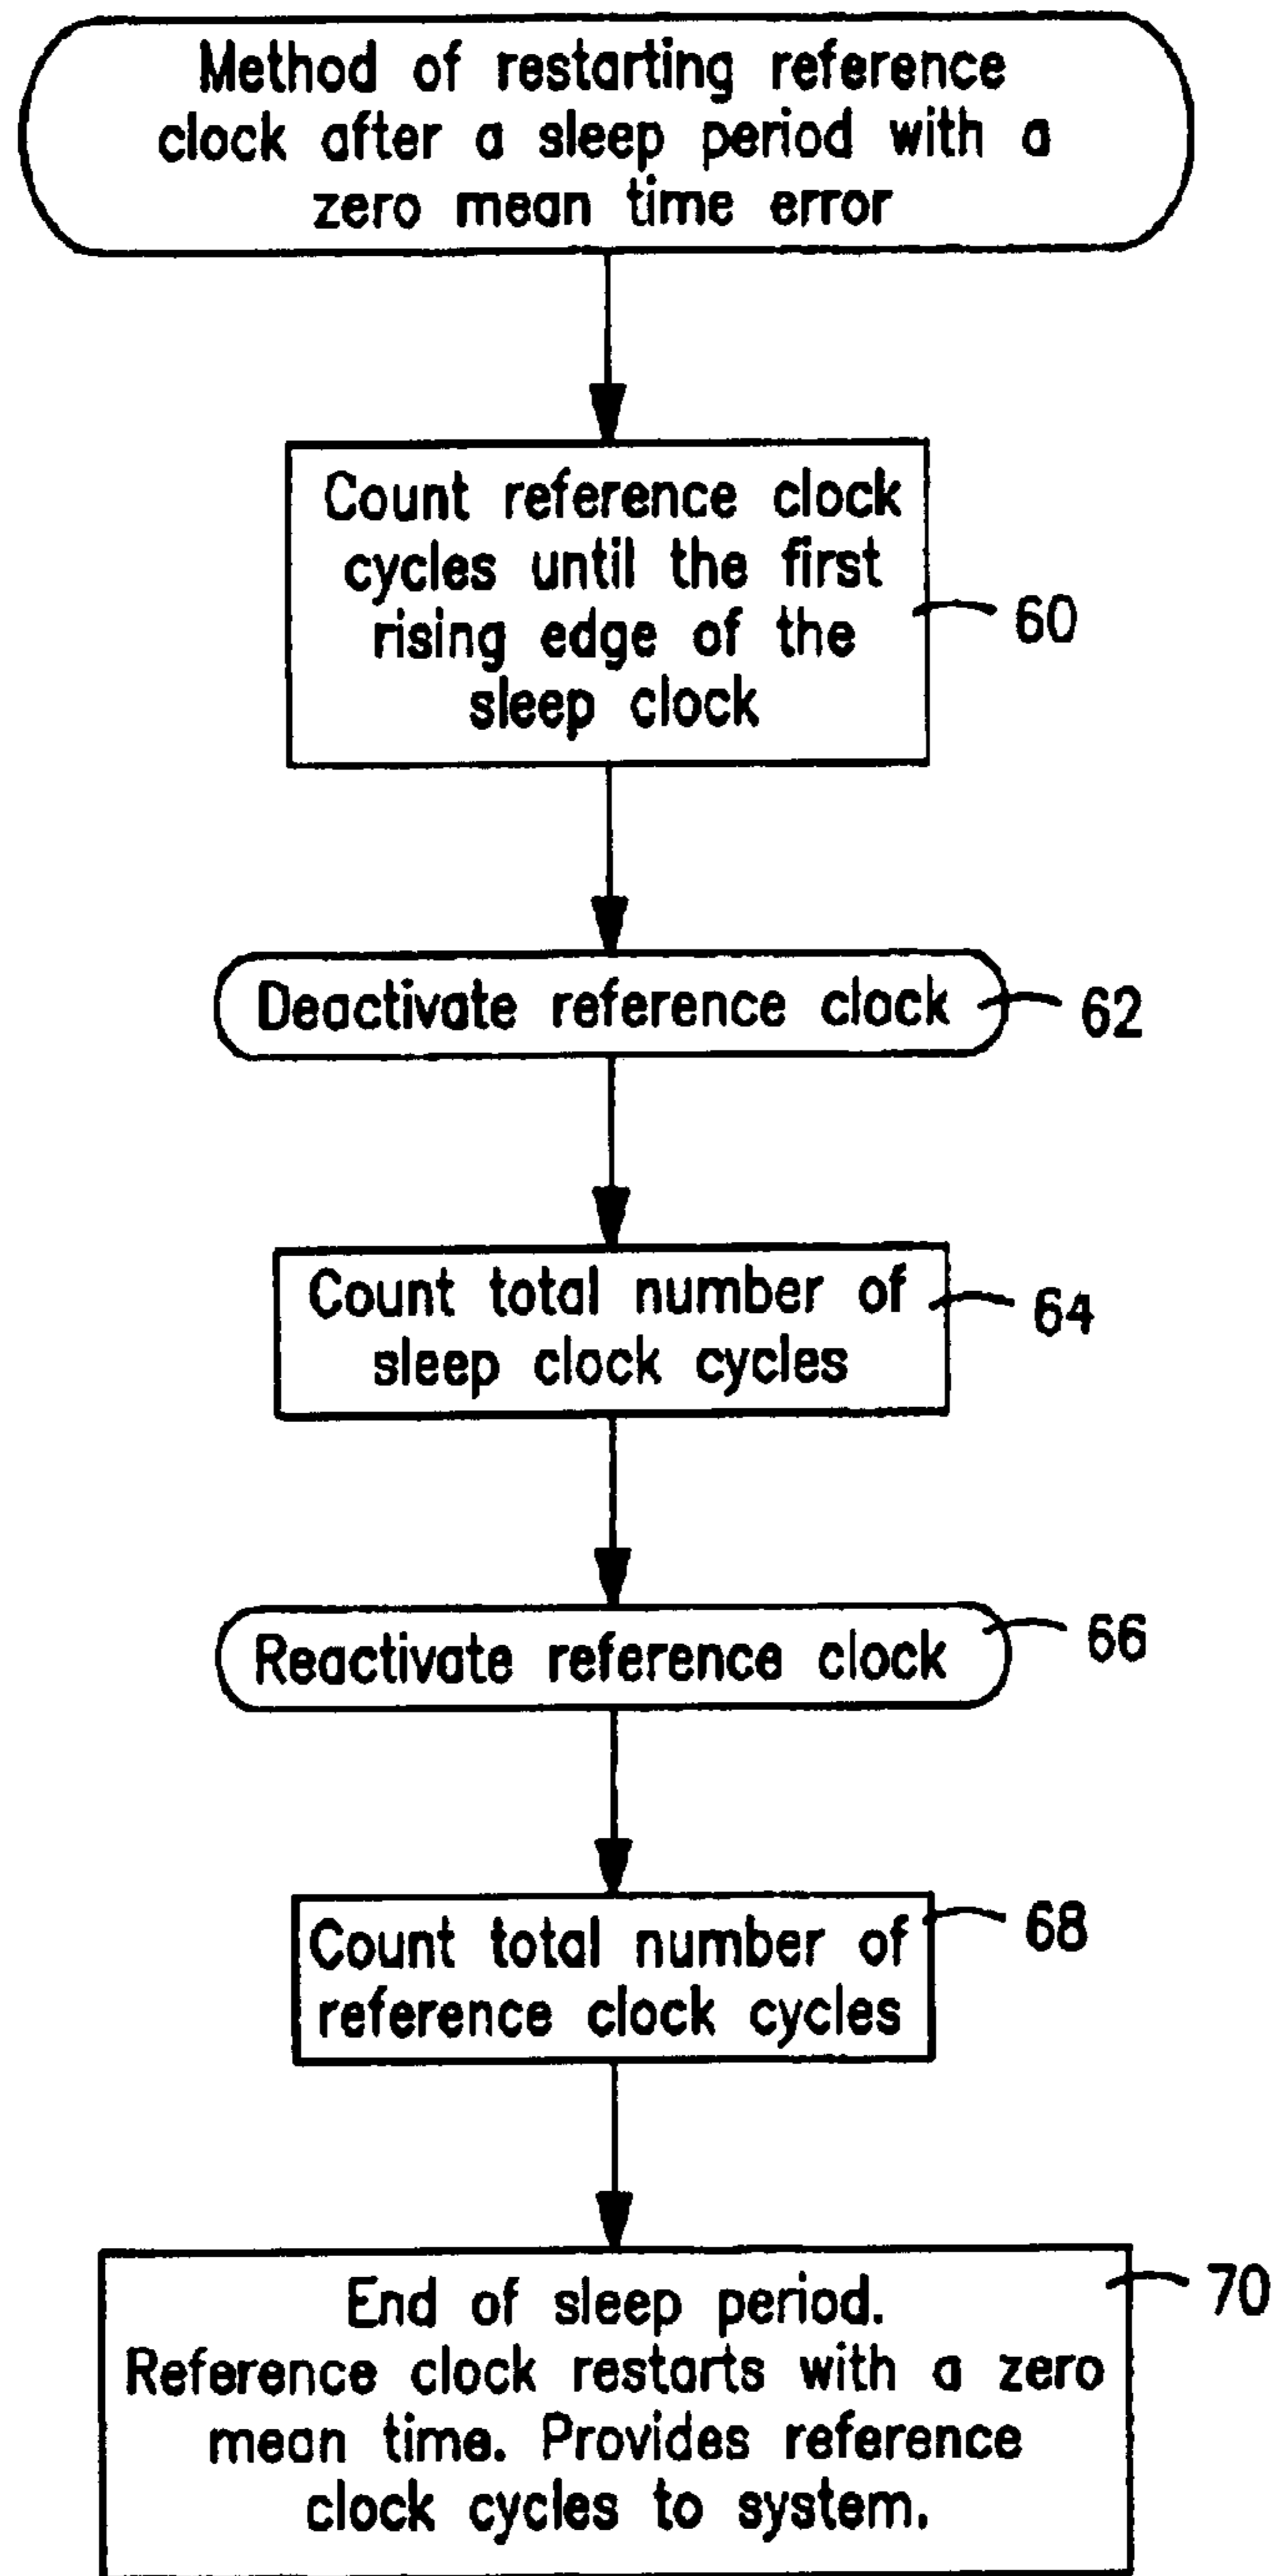 Method of restarting reference
clock after a sleep period with a
zero mean time error
Count reference clock
cycles until the first
rising edge of the
sleep clock
60
Deactivate reference clock
62
Count total number of
sleep clock cycles
64
Reactivate reference clock
66
Count total number of
reference clock cycles
68
End of sleep period.
Reference clock restarts with a zero
mean time. Provides reference
clock cycles to system.
70